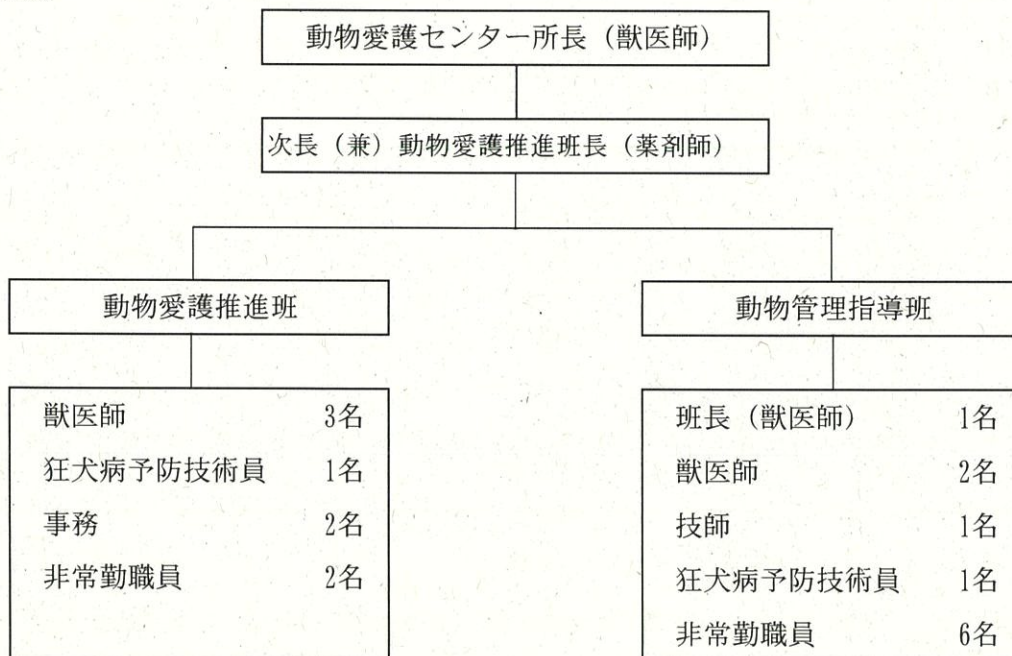 動物愛護センター所長（獣医師）
次長（兼）動物愛護推進班長（薬剤師）
動物愛護推進班
獣医師 3名
狂犬病予防技術員 1名
事務 2名
非常勤職員 2名
動物管理指導班
班長（獣医師） 1名
獣医師 2名
技師 1名
狂犬病予防技術員 1名
非常勤職員 6名